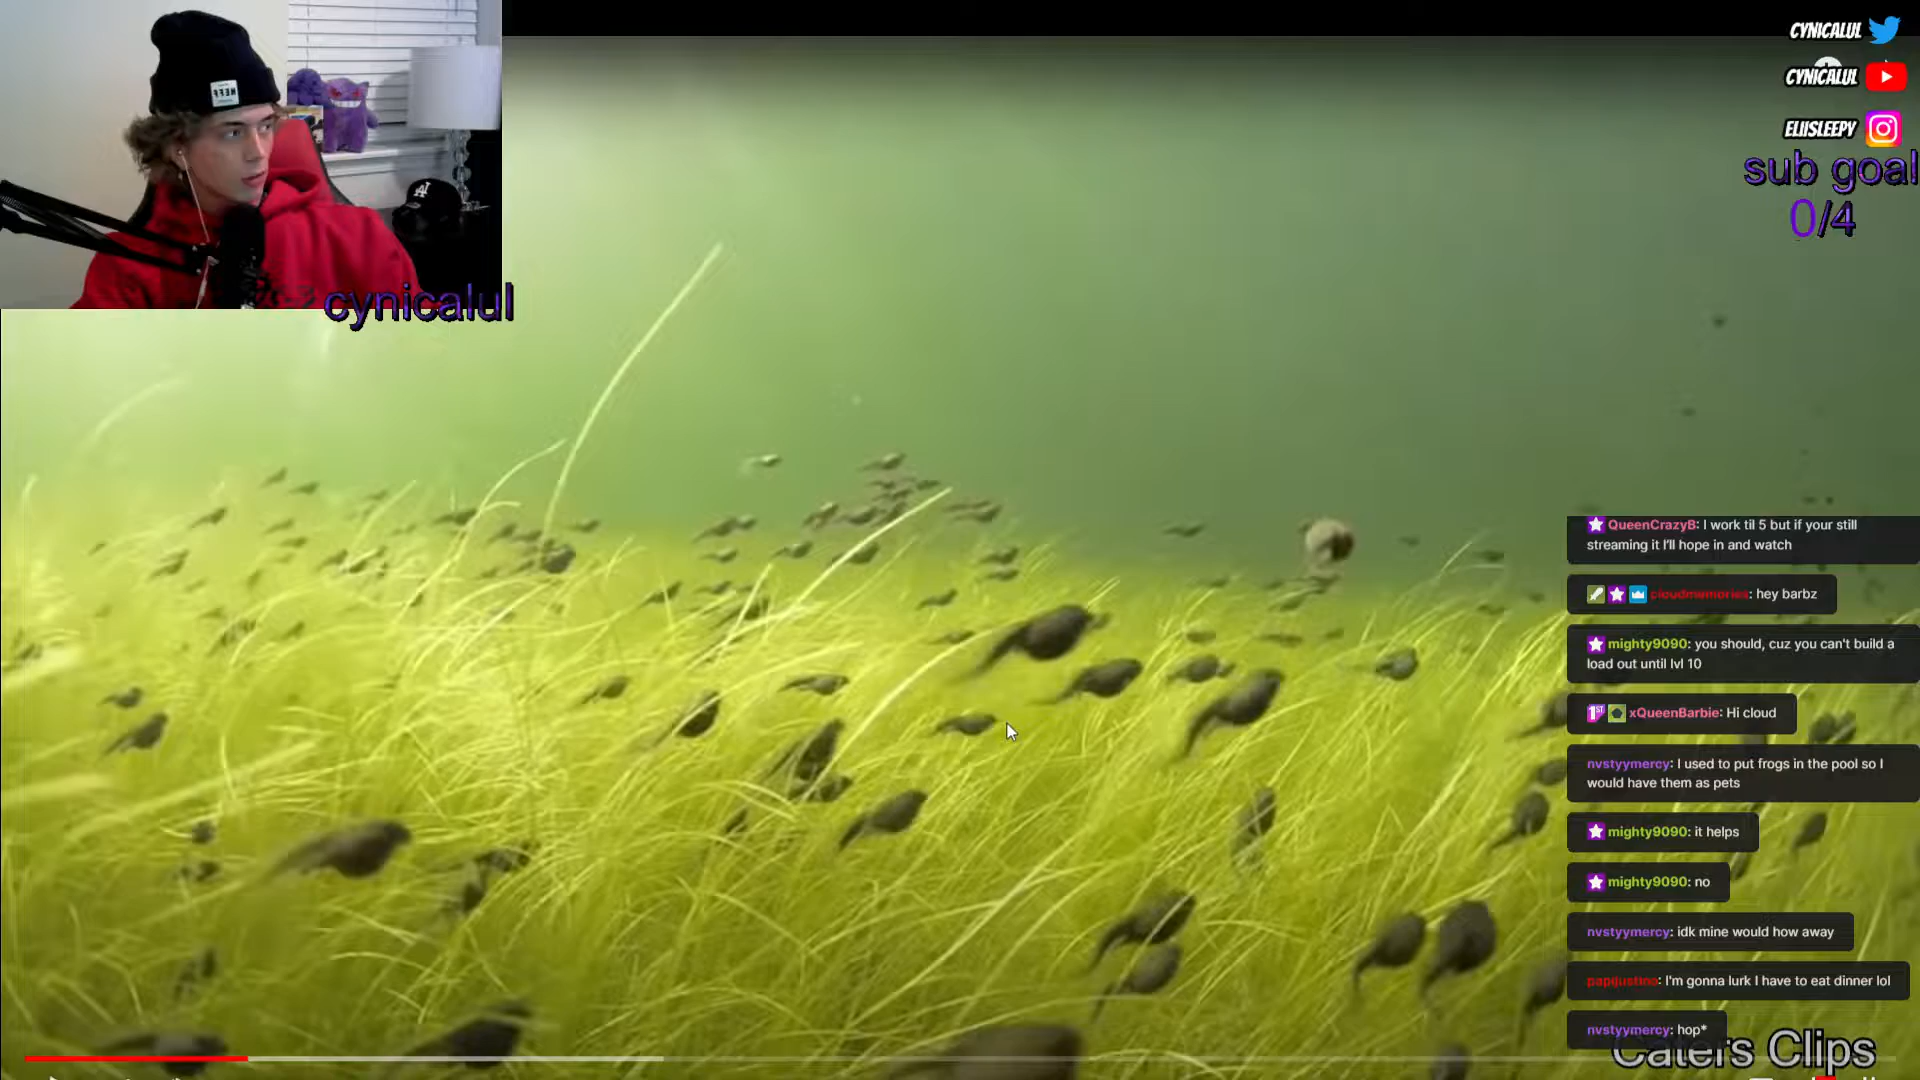 NEFF
cynicalul
CYNICALUL
CYNICALUL
ELIISLEEPY
sub goal
0/4
QueenCrazyB: I work til 5 but if your still
streaming it I'll hope in and watch
cloudmemories: hey barbz
mighty9090: you should, cuz you can't build a
load out until lvl 10
1ST xQueenBarbie: Hi cloud
nvstyymercy: I used to put frogs in the pool so I
would have them as pets
mighty9090: it helps
mighty9090: no
nvstyymercy: idk mine would how away
papijustino: I'm gonna lurk I have to eat dinner lol
nvstyymercy: hop*
Caters Clips